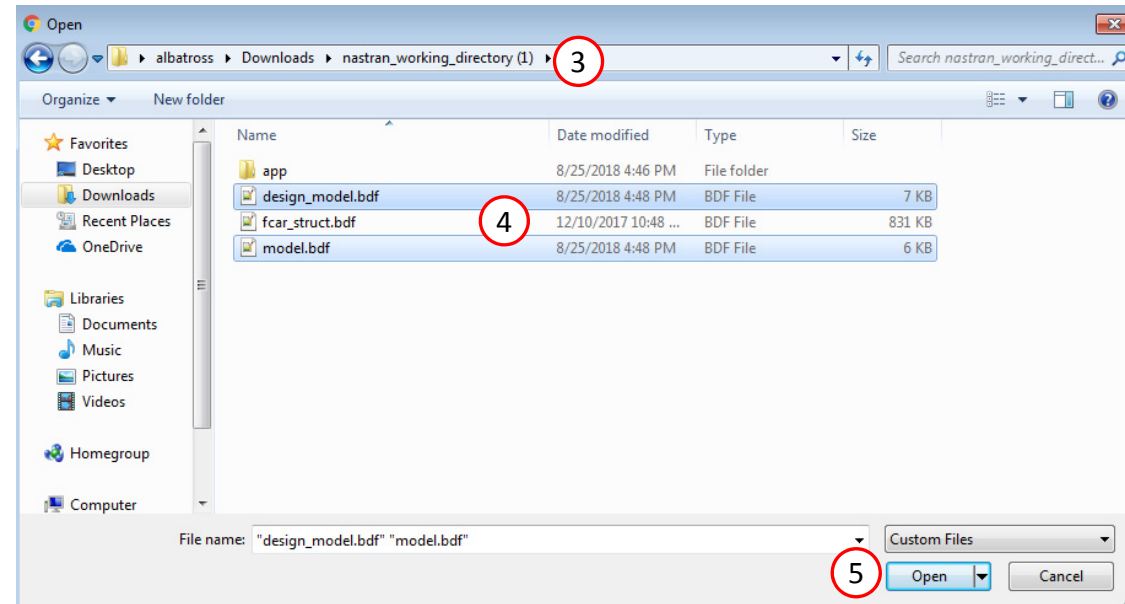 Open
albatross Downloads nastran_working_directory (1) 3 Search nastran_working_direct...
Organize New folder
Name Date modified Type Size
Favorites
Desktop
Downloads
Recent Places
OneDrive
Libraries
Documents
Music
Pictures
Videos
Homegroup
Computer
app 8/25/2018 4:46 PM File folder
design_model.bdf 8/25/2018 4:48 PM BDF File 7 KB
fcar_struct.bdf 4 12/10/2017 10:48 ... BDF File 831 KB
model.bdf 8/25/2018 4:48 PM BDF File 6 KB
File name: "design_model.bdf" "model.bdf" Custom Files
5 Open Cancel